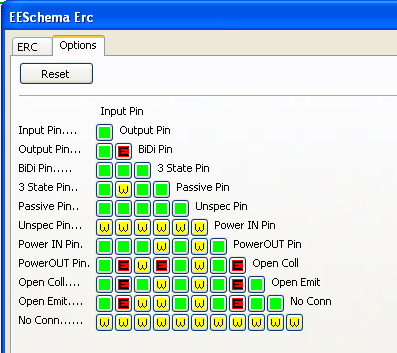 EESchema Erc
ERC Options
Reset
Input Pin
Input Pin.... Output Pin
Output Pin... E BiDi Pin
BiDi Pin..... 3 State Pin
3 State Pin.. W Passive Pin
Passive Pin.. Unspec Pin
Unspec Pin... W W W W W W Power IN Pin
Power IN Pin. W W PowerOUT Pin
PowerOUT Pin. E W E W E Open Coll
Open Coll.... E W W E Open Emit
Open Emit.... E W W E No Conn
No Conn...... W W W W W W W W W W W